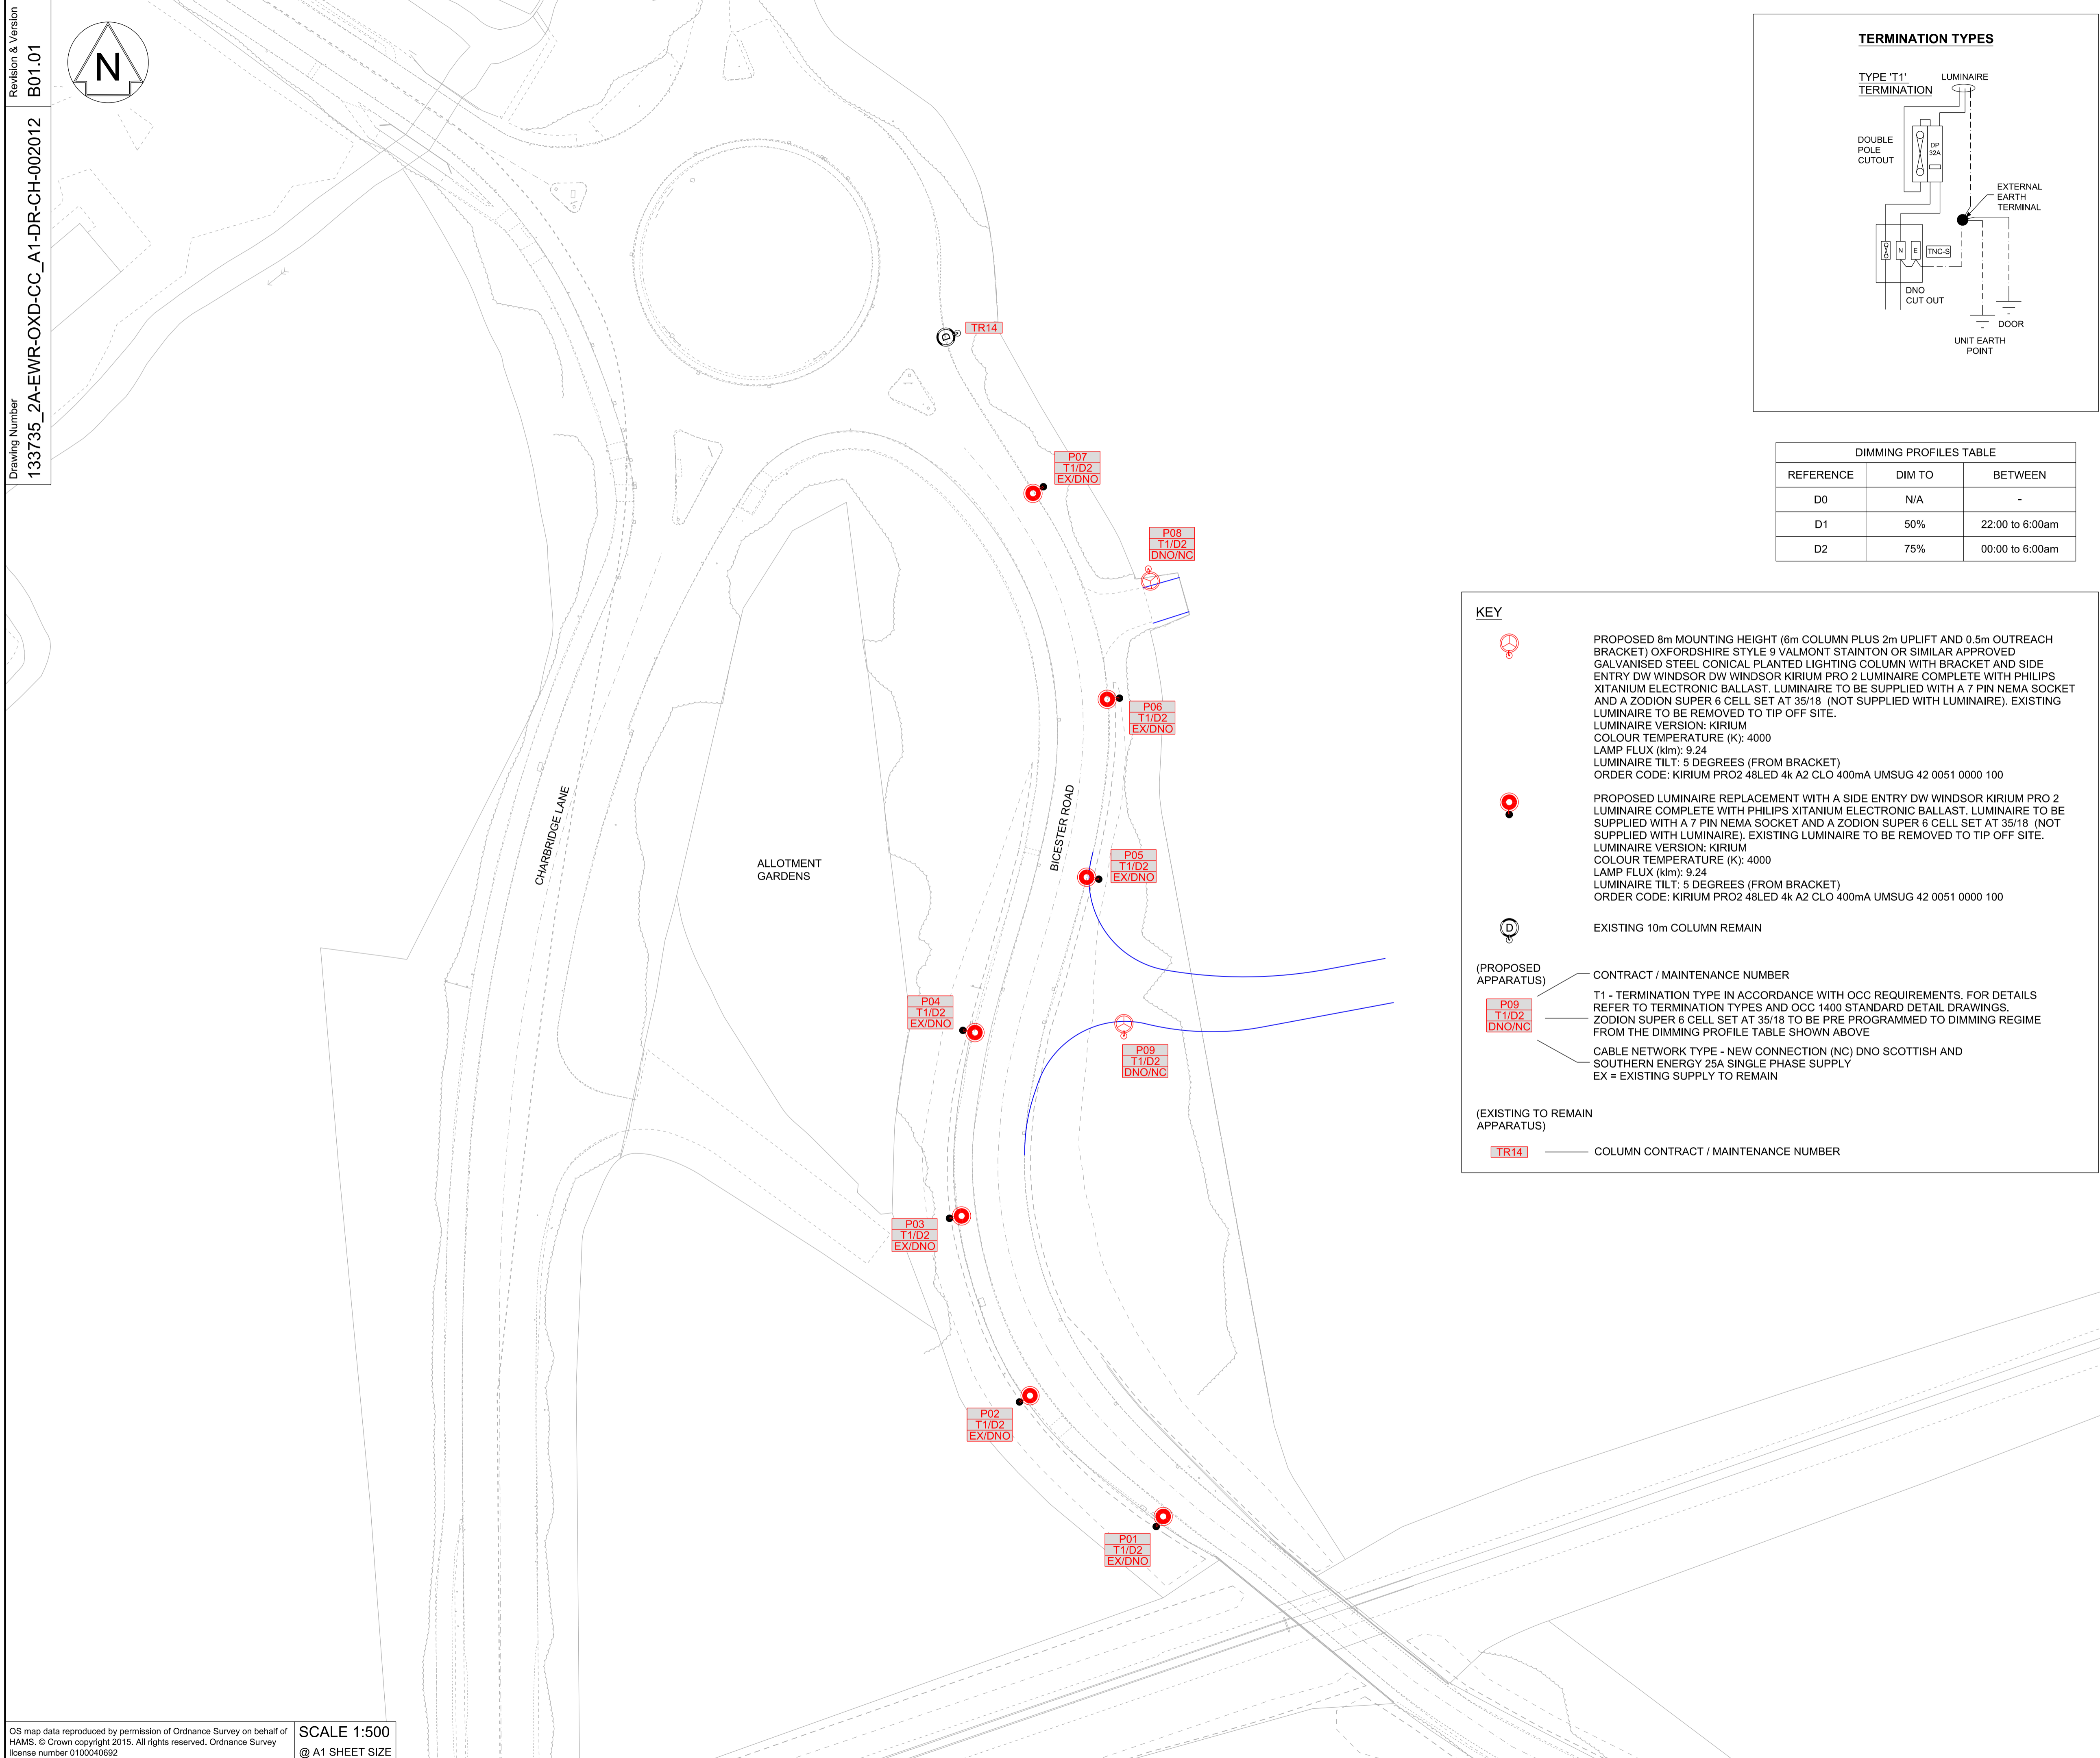 Revision & Version
B01.01
Drawing Number
133735_2A-EWR-OXD-CC_A1-DR-CH-002012
N
TERMINATION TYPES
TYPE 'T1'
TERMINATION
LUMINAIRE
DOUBLE
POLE
CUTOUT
DP
32A
EXTERNAL
EARTH
TERMINAL
N
E
TNC-S
DNO
CUT OUT
DOOR
UNIT EARTH
POINT
DIMMING PROFILES TABLE
REFERENCE DIM TO BETWEEN
D0 N/A -
D1 50% 22:00 to 6:00am
D2 75% 00:00 to 6:00am
KEY
PROPOSED 8m MOUNTING HEIGHT (6m COLUMN PLUS 2m UPLIFT AND 0.5m OUTREACH
BRACKET) OXFORDSHIRE STYLE 9 VALMONT STAINTON OR SIMILAR APPROVED
GALVANISED STEEL CONICAL PLANTED LIGHTING COLUMN WITH BRACKET AND SIDE
ENTRY DW WINDSOR DW WINDSOR KIRIUM PRO 2 LUMINAIRE COMPLETE WITH PHILIPS
XITANIUM ELECTRONIC BALLAST. LUMINAIRE TO BE SUPPLIED WITH A 7 PIN NEMA SOCKET
AND A ZODION SUPER 6 CELL SET AT 35/18 (NOT SUPPLIED WITH LUMINAIRE). EXISTING
LUMINAIRE TO BE REMOVED TO TIP OFF SITE.
LUMINAIRE VERSION: KIRIUM
COLOUR TEMPERATURE (K): 4000
LAMP FLUX (klm): 9.24
LUMINAIRE TILT: 5 DEGREES (FROM BRACKET)
ORDER CODE: KIRIUM PRO2 48LED 4k A2 CLO 400mA UMSUG 42 0051 0000 100
PROPOSED LUMINAIRE REPLACEMENT WITH A SIDE ENTRY DW WINDSOR KIRIUM PRO 2
LUMINAIRE COMPLETE WITH PHILIPS XITANIUM ELECTRONIC BALLAST. LUMINAIRE TO BE
SUPPLIED WITH A 7 PIN NEMA SOCKET AND A ZODION SUPER 6 CELL SET AT 35/18 (NOT
SUPPLIED WITH LUMINAIRE). EXISTING LUMINAIRE TO BE REMOVED TO TIP OFF SITE.
LUMINAIRE VERSION: KIRIUM
COLOUR TEMPERATURE (K): 4000
LAMP FLUX (klm): 9.24
LUMINAIRE TILT: 5 DEGREES (FROM BRACKET)
ORDER CODE: KIRIUM PRO2 48LED 4k A2 CLO 400mA UMSUG 42 0051 0000 100
D
EXISTING 10m COLUMN REMAIN
(PROPOSED
APPARATUS)
CONTRACT / MAINTENANCE NUMBER
P09
T1/D2
DNO/NC
T1 - TERMINATION TYPE IN ACCORDANCE WITH OCC REQUIREMENTS. FOR DETAILS
REFER TO TERMINATION TYPES AND OCC 1400 STANDARD DETAIL DRAWINGS.
ZODION SUPER 6 CELL SET AT 35/18 TO BE PRE PROGRAMMED TO DIMMING REGIME
FROM THE DIMMING PROFILE TABLE SHOWN ABOVE
CABLE NETWORK TYPE - NEW CONNECTION (NC) DNO SCOTTISH AND
SOUTHERN ENERGY 25A SINGLE PHASE SUPPLY
EX = EXISTING SUPPLY TO REMAIN
(EXISTING TO REMAIN
APPARATUS)
TR14
COLUMN CONTRACT / MAINTENANCE NUMBER
D
TR14
P07
T1/D2
EX/DNO
P08
T1/D2
DNO/NC
P06
T1/D2
EX/DNO
CHARBRIDGE LANE
BICESTER ROAD
ALLOTMENT
GARDENS
P05
T1/D2
EX/DNO
P04
T1/D2
EX/DNO
P09
T1/D2
DNO/NC
P03
T1/D2
EX/DNO
P02
T1/D2
EX/DNO
P01
T1/D2
EX/DNO
OS map data reproduced by permission of Ordnance Survey on behalf of
HAMS. © Crown copyright 2015. All rights reserved. Ordnance Survey
license number 0100040692
SCALE 1:500
@ A1 SHEET SIZE